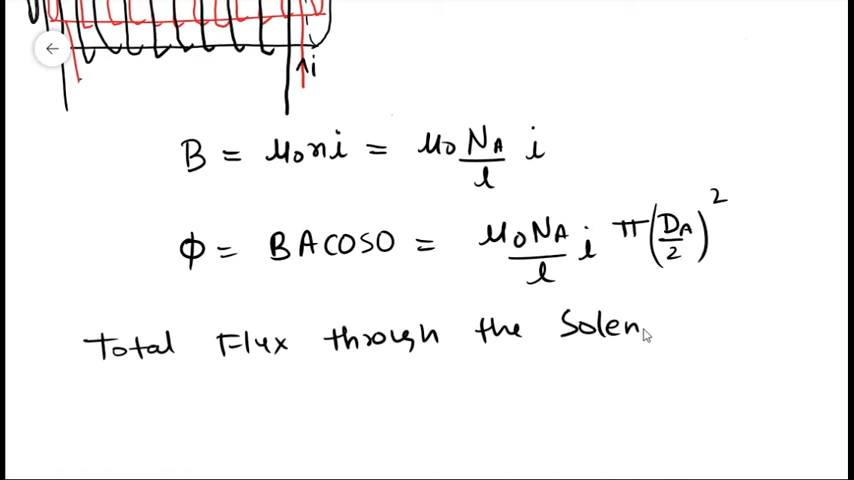 i
B = μ₀ni = μ₀ N_A/l i
Φ = BACOS0 = μ₀N_A/l i π(D_A/2)²
Total Flux through the Solen